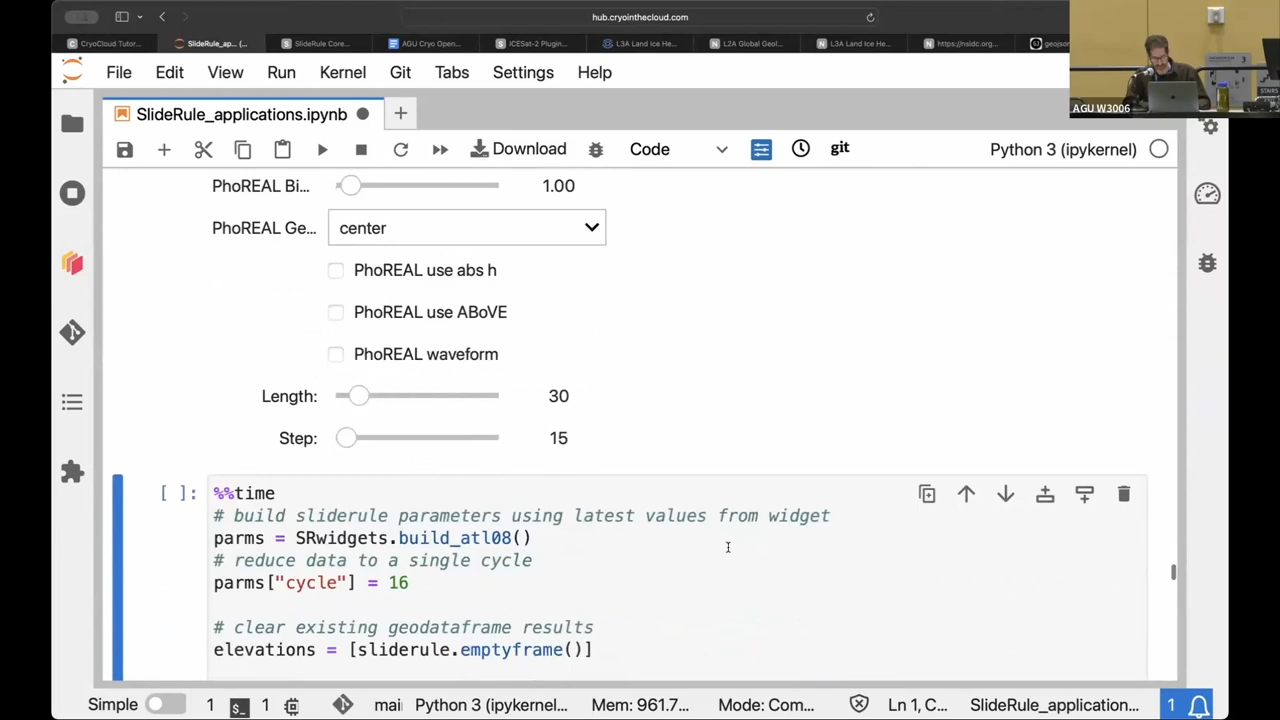 hub.cryointhecloud.com
CryoCloud Tutor...
SlideRule_ap... (...
SlideRule Core...
AGU Cryo Open...
ICESat-2 Plugin...
L3A Land Ice He...
L2A Global Geol...
L3A Land Ice He...
https://nsidc.org...
geojson
STAIRS
AGU W3006
File Edit View Run Kernel Git Tabs Settings Help
SlideRule_applications.ipynb
Download Code git Python 3 (ipykernel)
PhoREAL Bi... 1.00
PhoREAL Ge... center
PhoREAL use abs h
PhoREAL use ABoVE
PhoREAL waveform
Length: 30
Step: 15
[ ]: %%time
# build sliderule parameters using latest values from widget
parms = SRwidgets.build_atl08()
# reduce data to a single cycle
parms["cycle"] = 16
# clear existing geodataframe results
elevations = [sliderule.emptyframe()]
Simple 1 $_ 1 mai Python 3 (ipykernel... Mem: 961.7... Mode: Com... Ln 1, C... SlideRule_application... 1